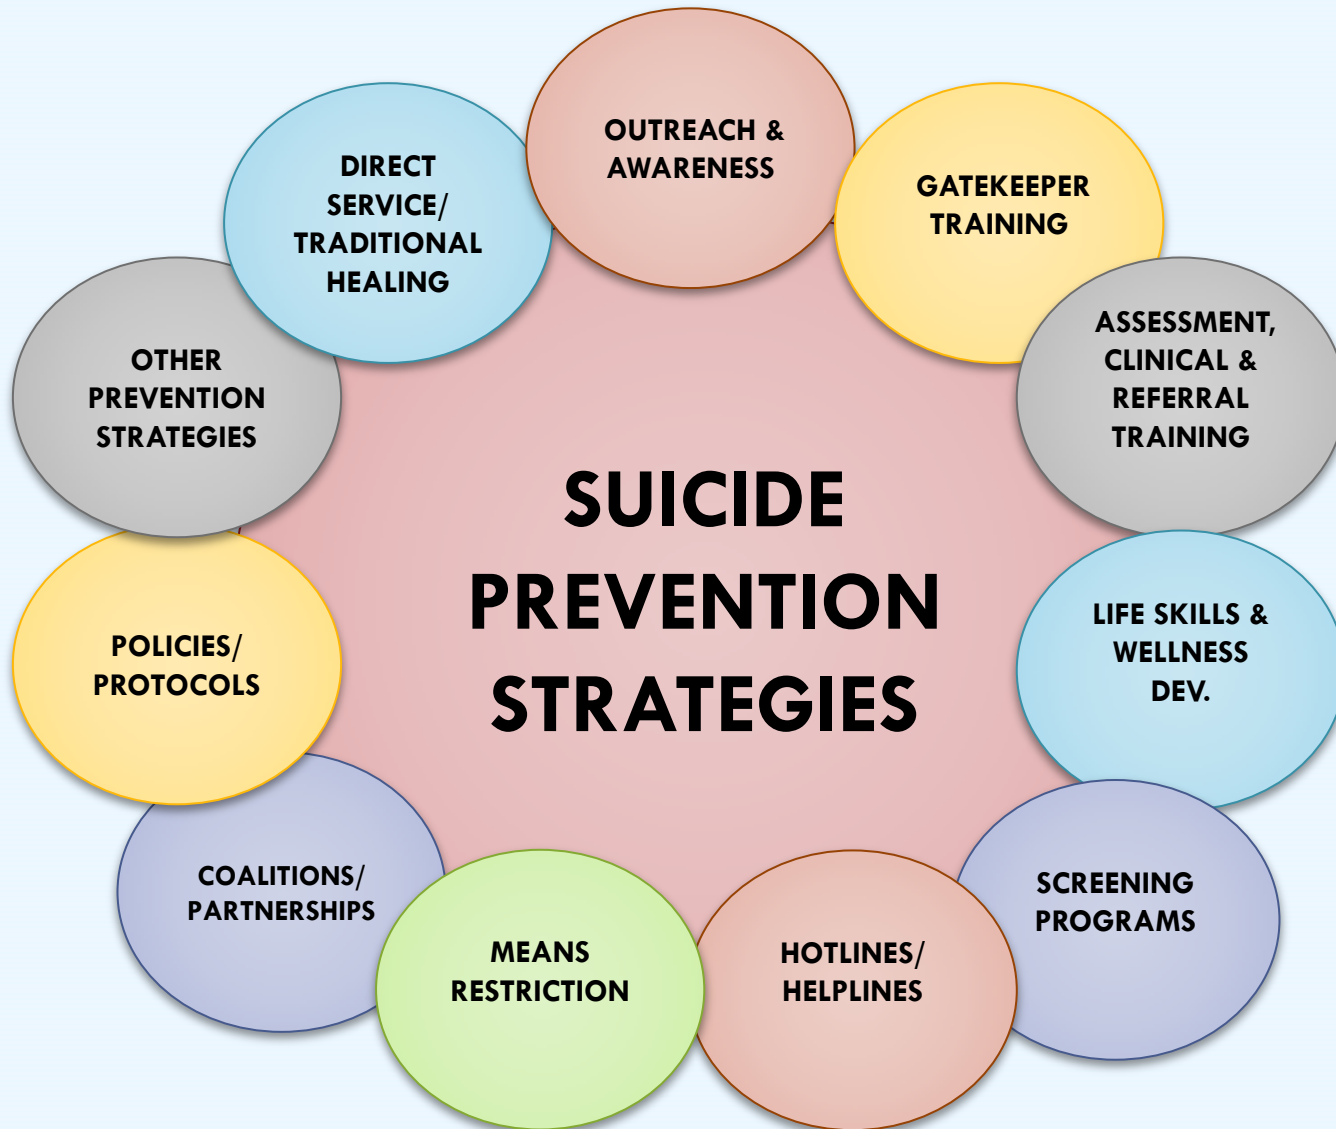 OUTREACH &
AWARENESS
GATEKEEPER
TRAINING
ASSESSMENT,
CLINICAL &
REFERRAL
TRAINING
LIFE SKILLS &
WELLNESS
DEV.
SCREENING
PROGRAMS
HOTLINES/
HELPLINES
MEANS
RESTRICTION
COALITIONS/
PARTNERSHIPS
POLICIES/
PROTOCOLS
OTHER
PREVENTION
STRATEGIES
DIRECT
SERVICE/
TRADITIONAL
HEALING
SUICIDE
PREVENTION
STRATEGIES